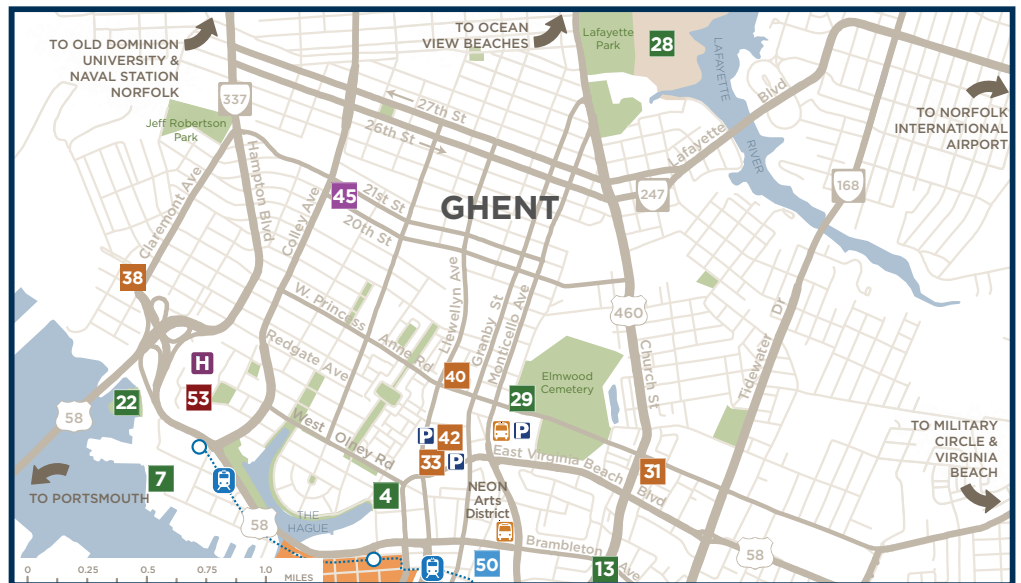 TO OLD DOMINION
UNIVERSITY &
NAVAL STATION
NORFOLK
TO OCEAN
VIEW BEACHES
Lafayette
Park
28
LAFAYETTE
RIVER
337
Jeff Robertson
Park
27th St
26th St
Lafayette
Blvd
TO NORFOLK
INTERNATIONAL
AIRPORT
Hampton Blvd
Claremont Ave
Colley Ave
45
21st St
20th St
GHENT
247
168
38
W. Princess
Anne Rd
Llewellyn Ave
Granby St
Monticello Ave
460
Church St
Tidewater Dr
Redgate Ave
H
53
40
29
Elmwood
Cemetery
22
58
West Olney Rd
P
42
P
33
P
East Virginia Beach
Blvd
31
TO MILITARY
CIRCLE &
VIRGINIA
BEACH
TO PORTSMOUTH
7
4
NEON
Arts
District
58
THE
HAGUE
Brambleton
Ave
58
50
13
0
0.25
0.5
0.75
1.0
MILES